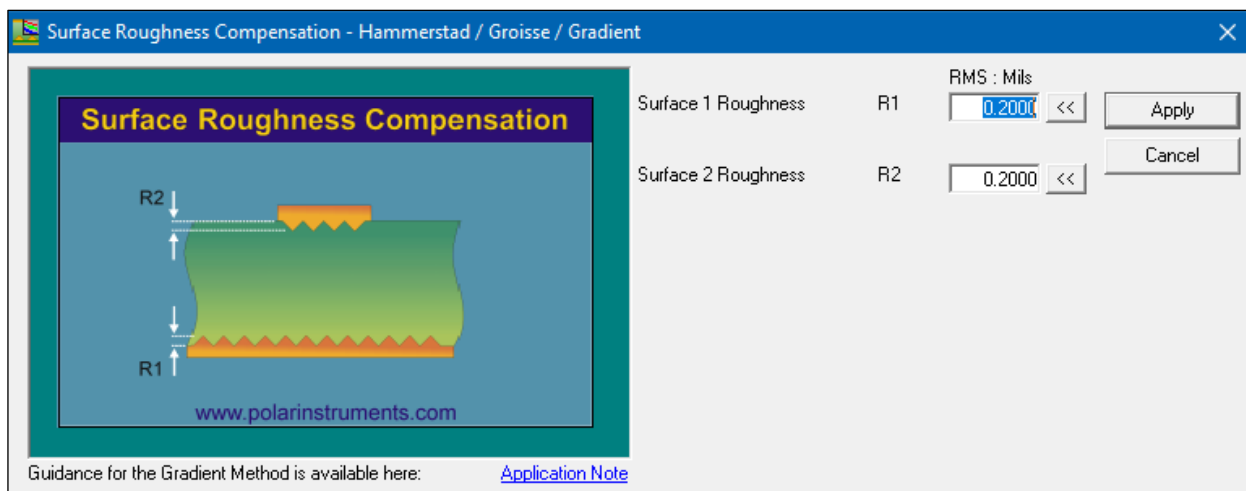 Surface Roughness Compensation - Hammerstad / Groisse / Gradient
Surface Roughness Compensation
R2
R1
www.polarinstruments.com
RMS : Mils
Surface 1 Roughness R1 0.2000 <<
Apply
Cancel
Surface 2 Roughness R2 0.2000 <<
Guidance for the Gradient Method is available here: Application Note